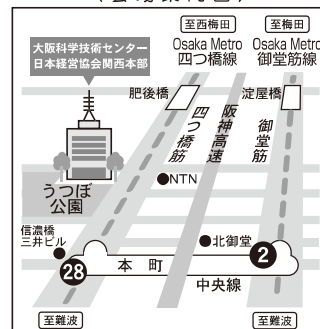 至西梅田
至梅田
Osaka Metro
四つ橋線
Osaka Metro
御堂筋線
大阪科学技術センター
日本経営協会関西本部
肥後橋
淀屋橋
四つ橋筋
阪神高速
御堂筋
●NTN
うつぼ
公園
信濃橋
三井ビル
●北御堂
28
本町
2
中央線
至難波
至難波